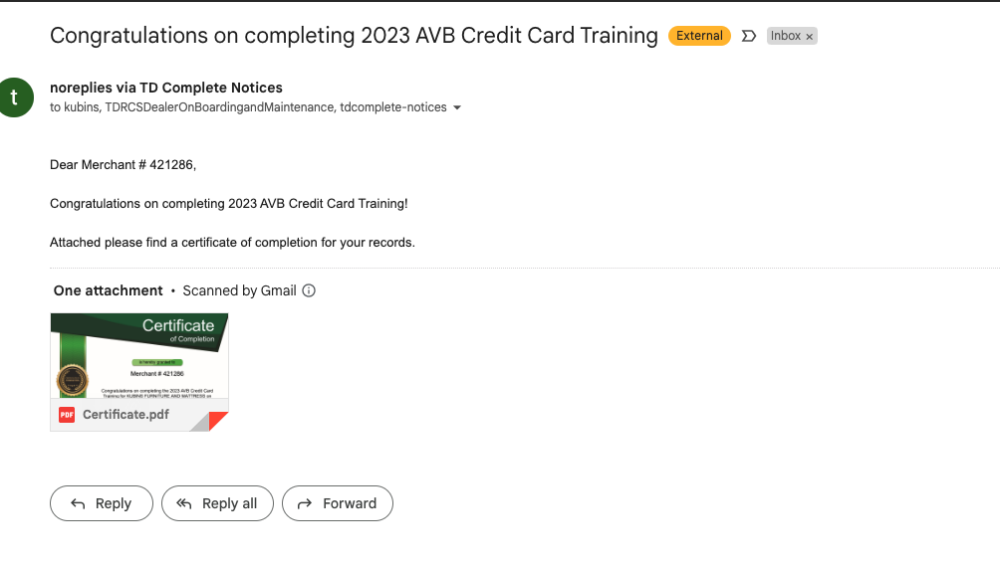 Congratulations on completing 2023 AVB Credit Card Training External Inbox ×
t
noreplies via TD Complete Notices
to kubins, TDRCSDealerOnBoardingandMaintenance, tdcomplete-notices
Dear Merchant # 421286,
Congratulations on completing 2023 AVB Credit Card Training!
Attached please find a certificate of completion for your records.
One attachment • Scanned by Gmail
Certificate
of Completion
Merchant # 421286
Congratulations on completing the 2023 AVB Credit Card
Training for KUBINS FURNITURE AND MATTRESS on
PDF Certificate.pdf
Reply Reply all Forward